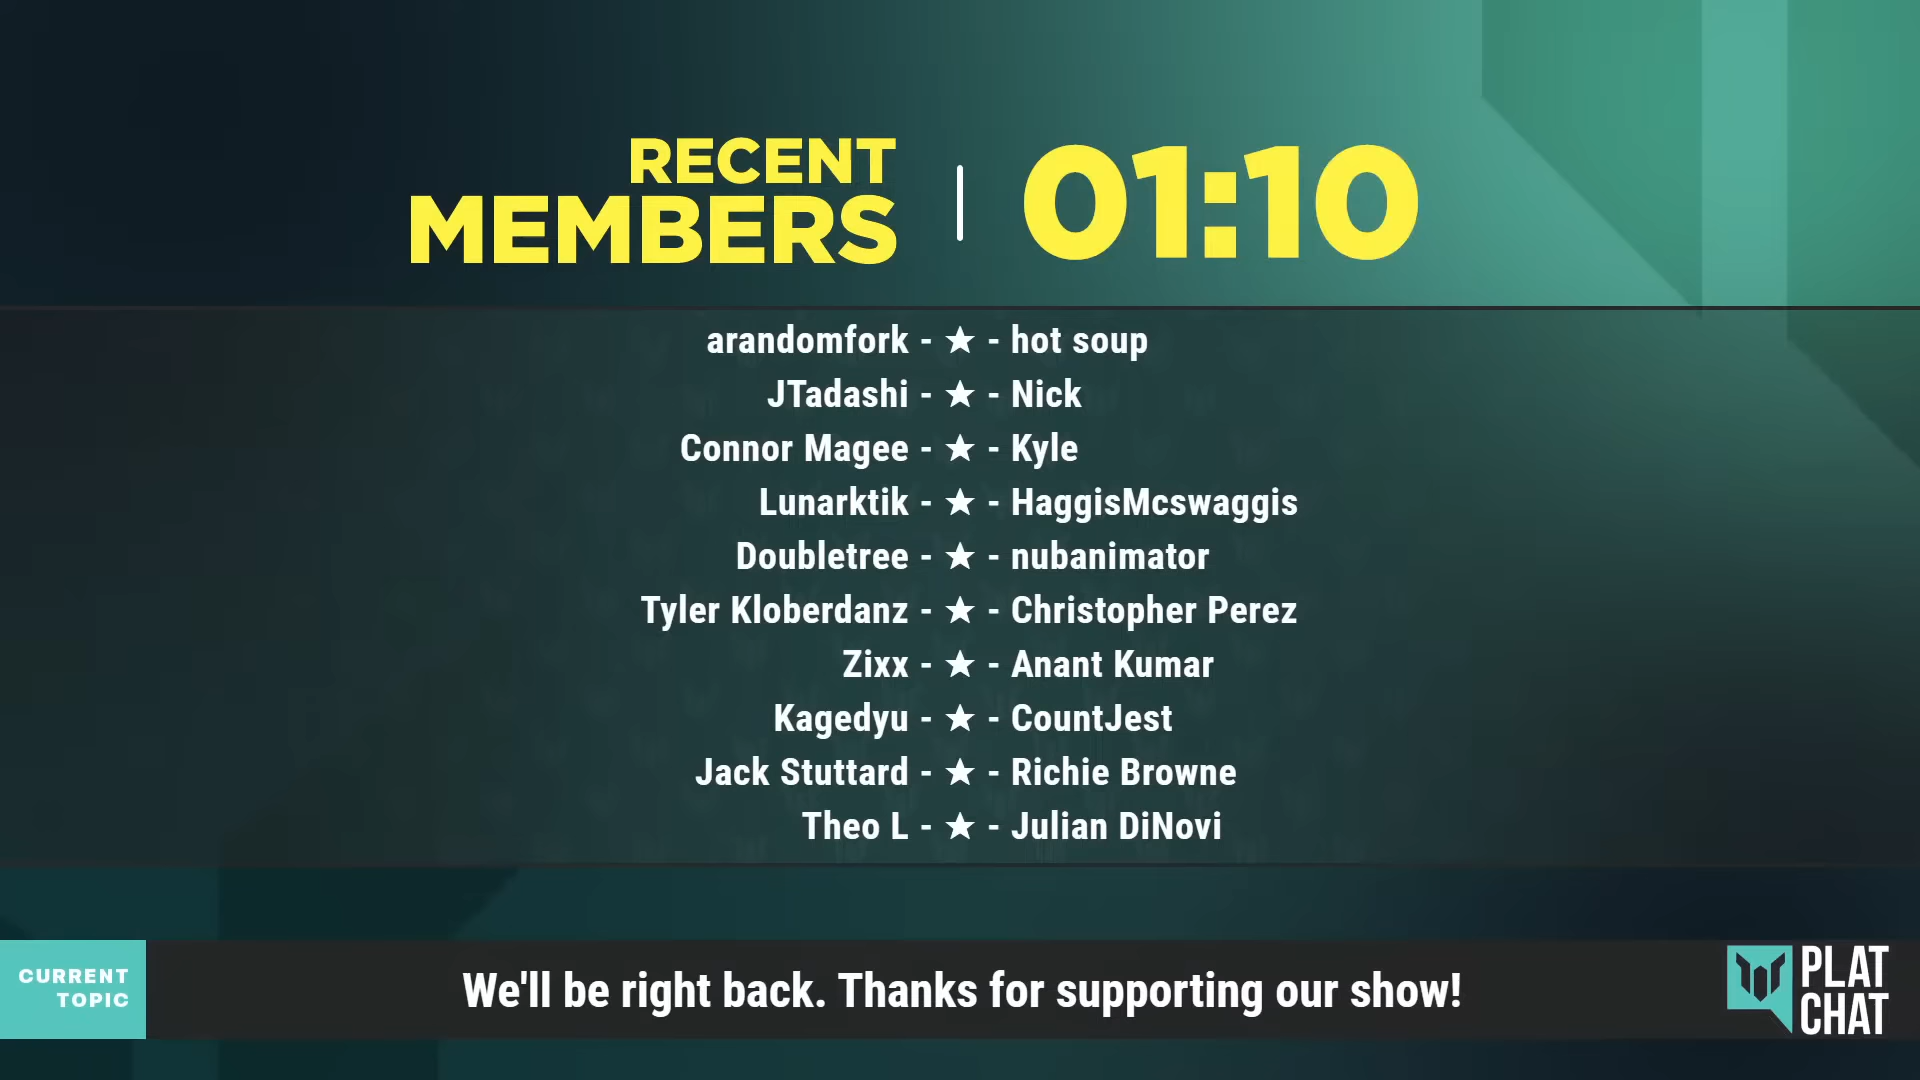 RECENT
MEMBERS
01:10
arandomfork - ★ - hot soup
JTadashi - ★ - Nick
Connor Magee - ★ - Kyle
Lunarktik - ★ - HaggisMcswaggis
Doubletree - ★ - nubanimator
Tyler Kloberdanz - ★ - Christopher Perez
Zixx - ★ - Anant Kumar
Kagedyu - ★ - CountJest
Jack Stuttard - ★ - Richie Browne
Theo L - ★ - Julian DiNovi
CURRENT
TOPIC
We'll be right back. Thanks for supporting our show!
PLAT
CHAT